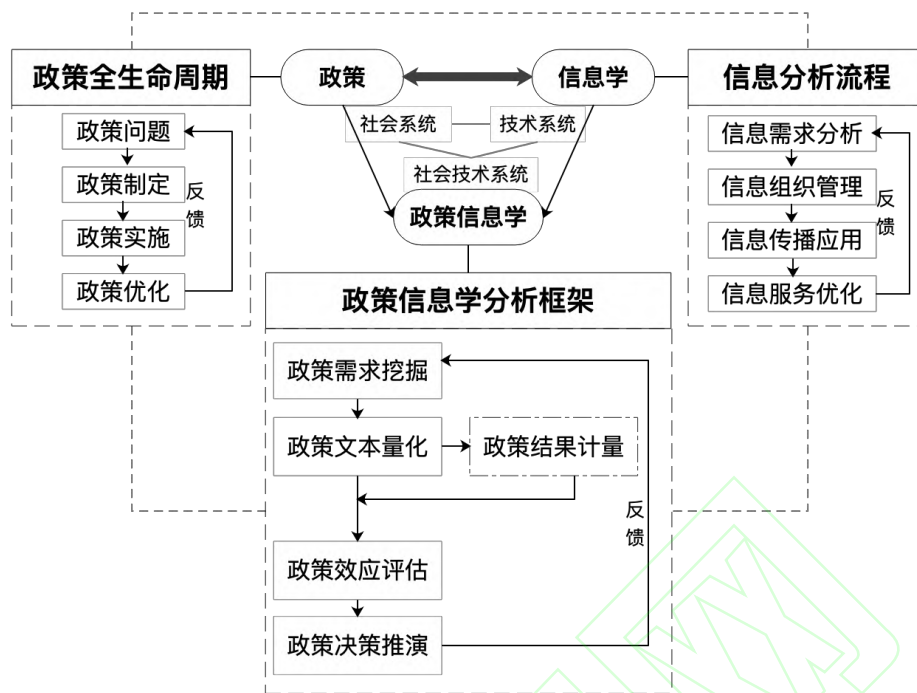 政策全生命周期
政策
信息学
信息分析流程
社会系统
技术系统
社会技术系统
政策信息学
政策问题
政策制定
政策实施
政策优化
反
馈
信息需求分析
信息组织管理
信息传播应用
信息服务优化
反
馈
政策信息学分析框架
政策需求挖掘
政策文本量化
政策结果计量
政策效应评估
政策决策推演
反
馈